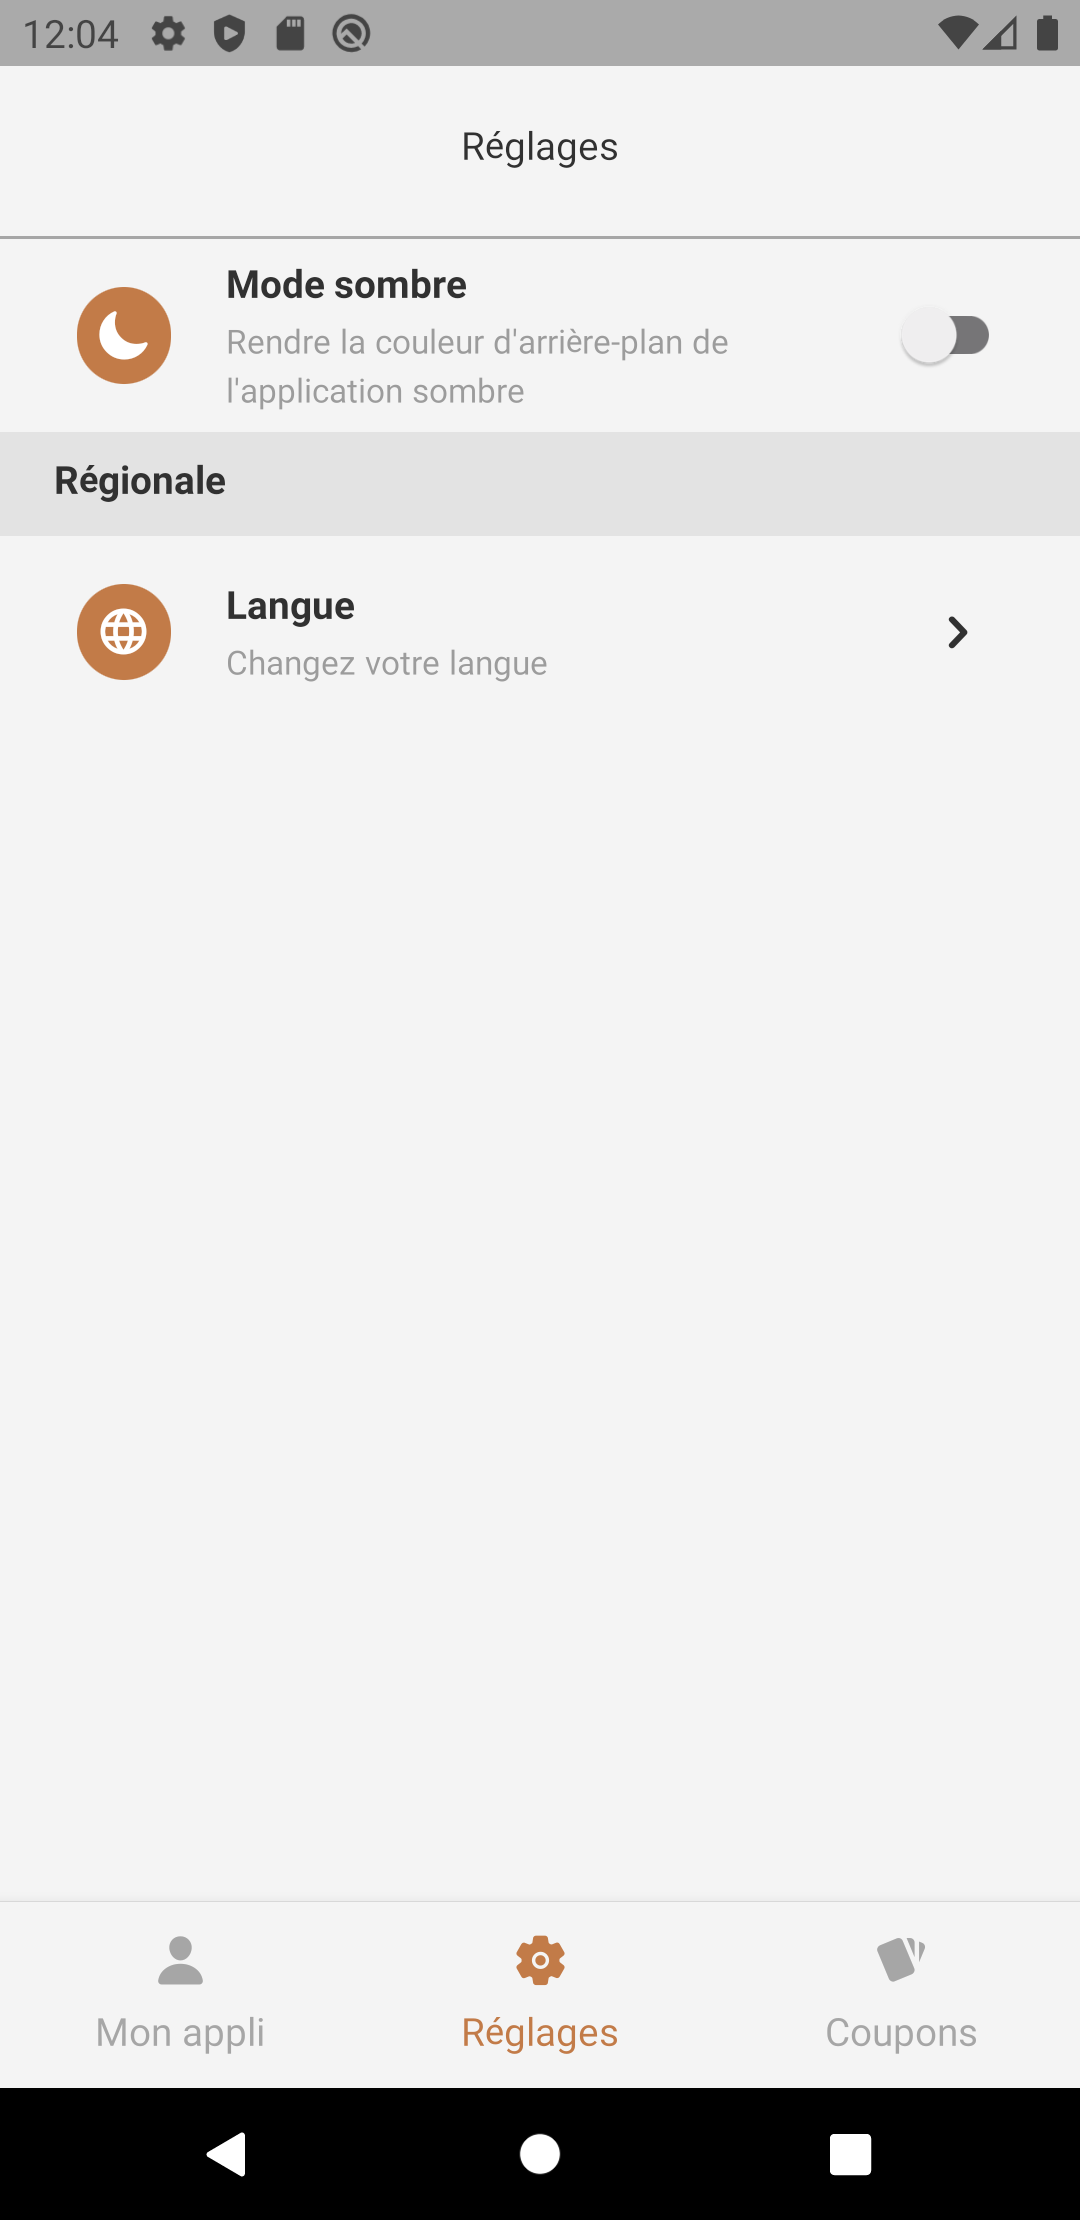 12:04
Réglages
Mode sombre
Rendre la couleur d'arrière-plan de
l'application sombre
Régionale
Langue
Changez votre langue
Mon appli
Réglages
Coupons